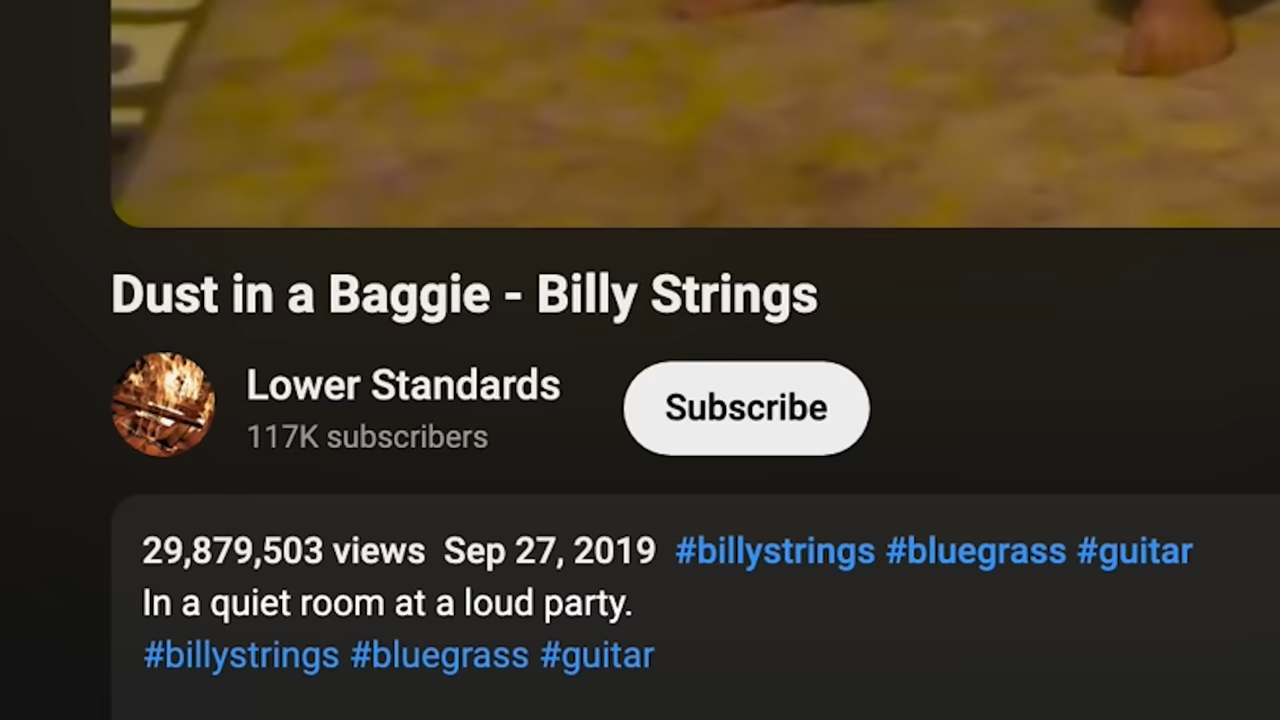 Dust in a Baggie - Billy Strings
Lower Standards
117K subscribers
Subscribe
29,879,503 views Sep 27, 2019 #billystrings #bluegrass #guitar
In a quiet room at a loud party.
#billystrings #bluegrass #guitar